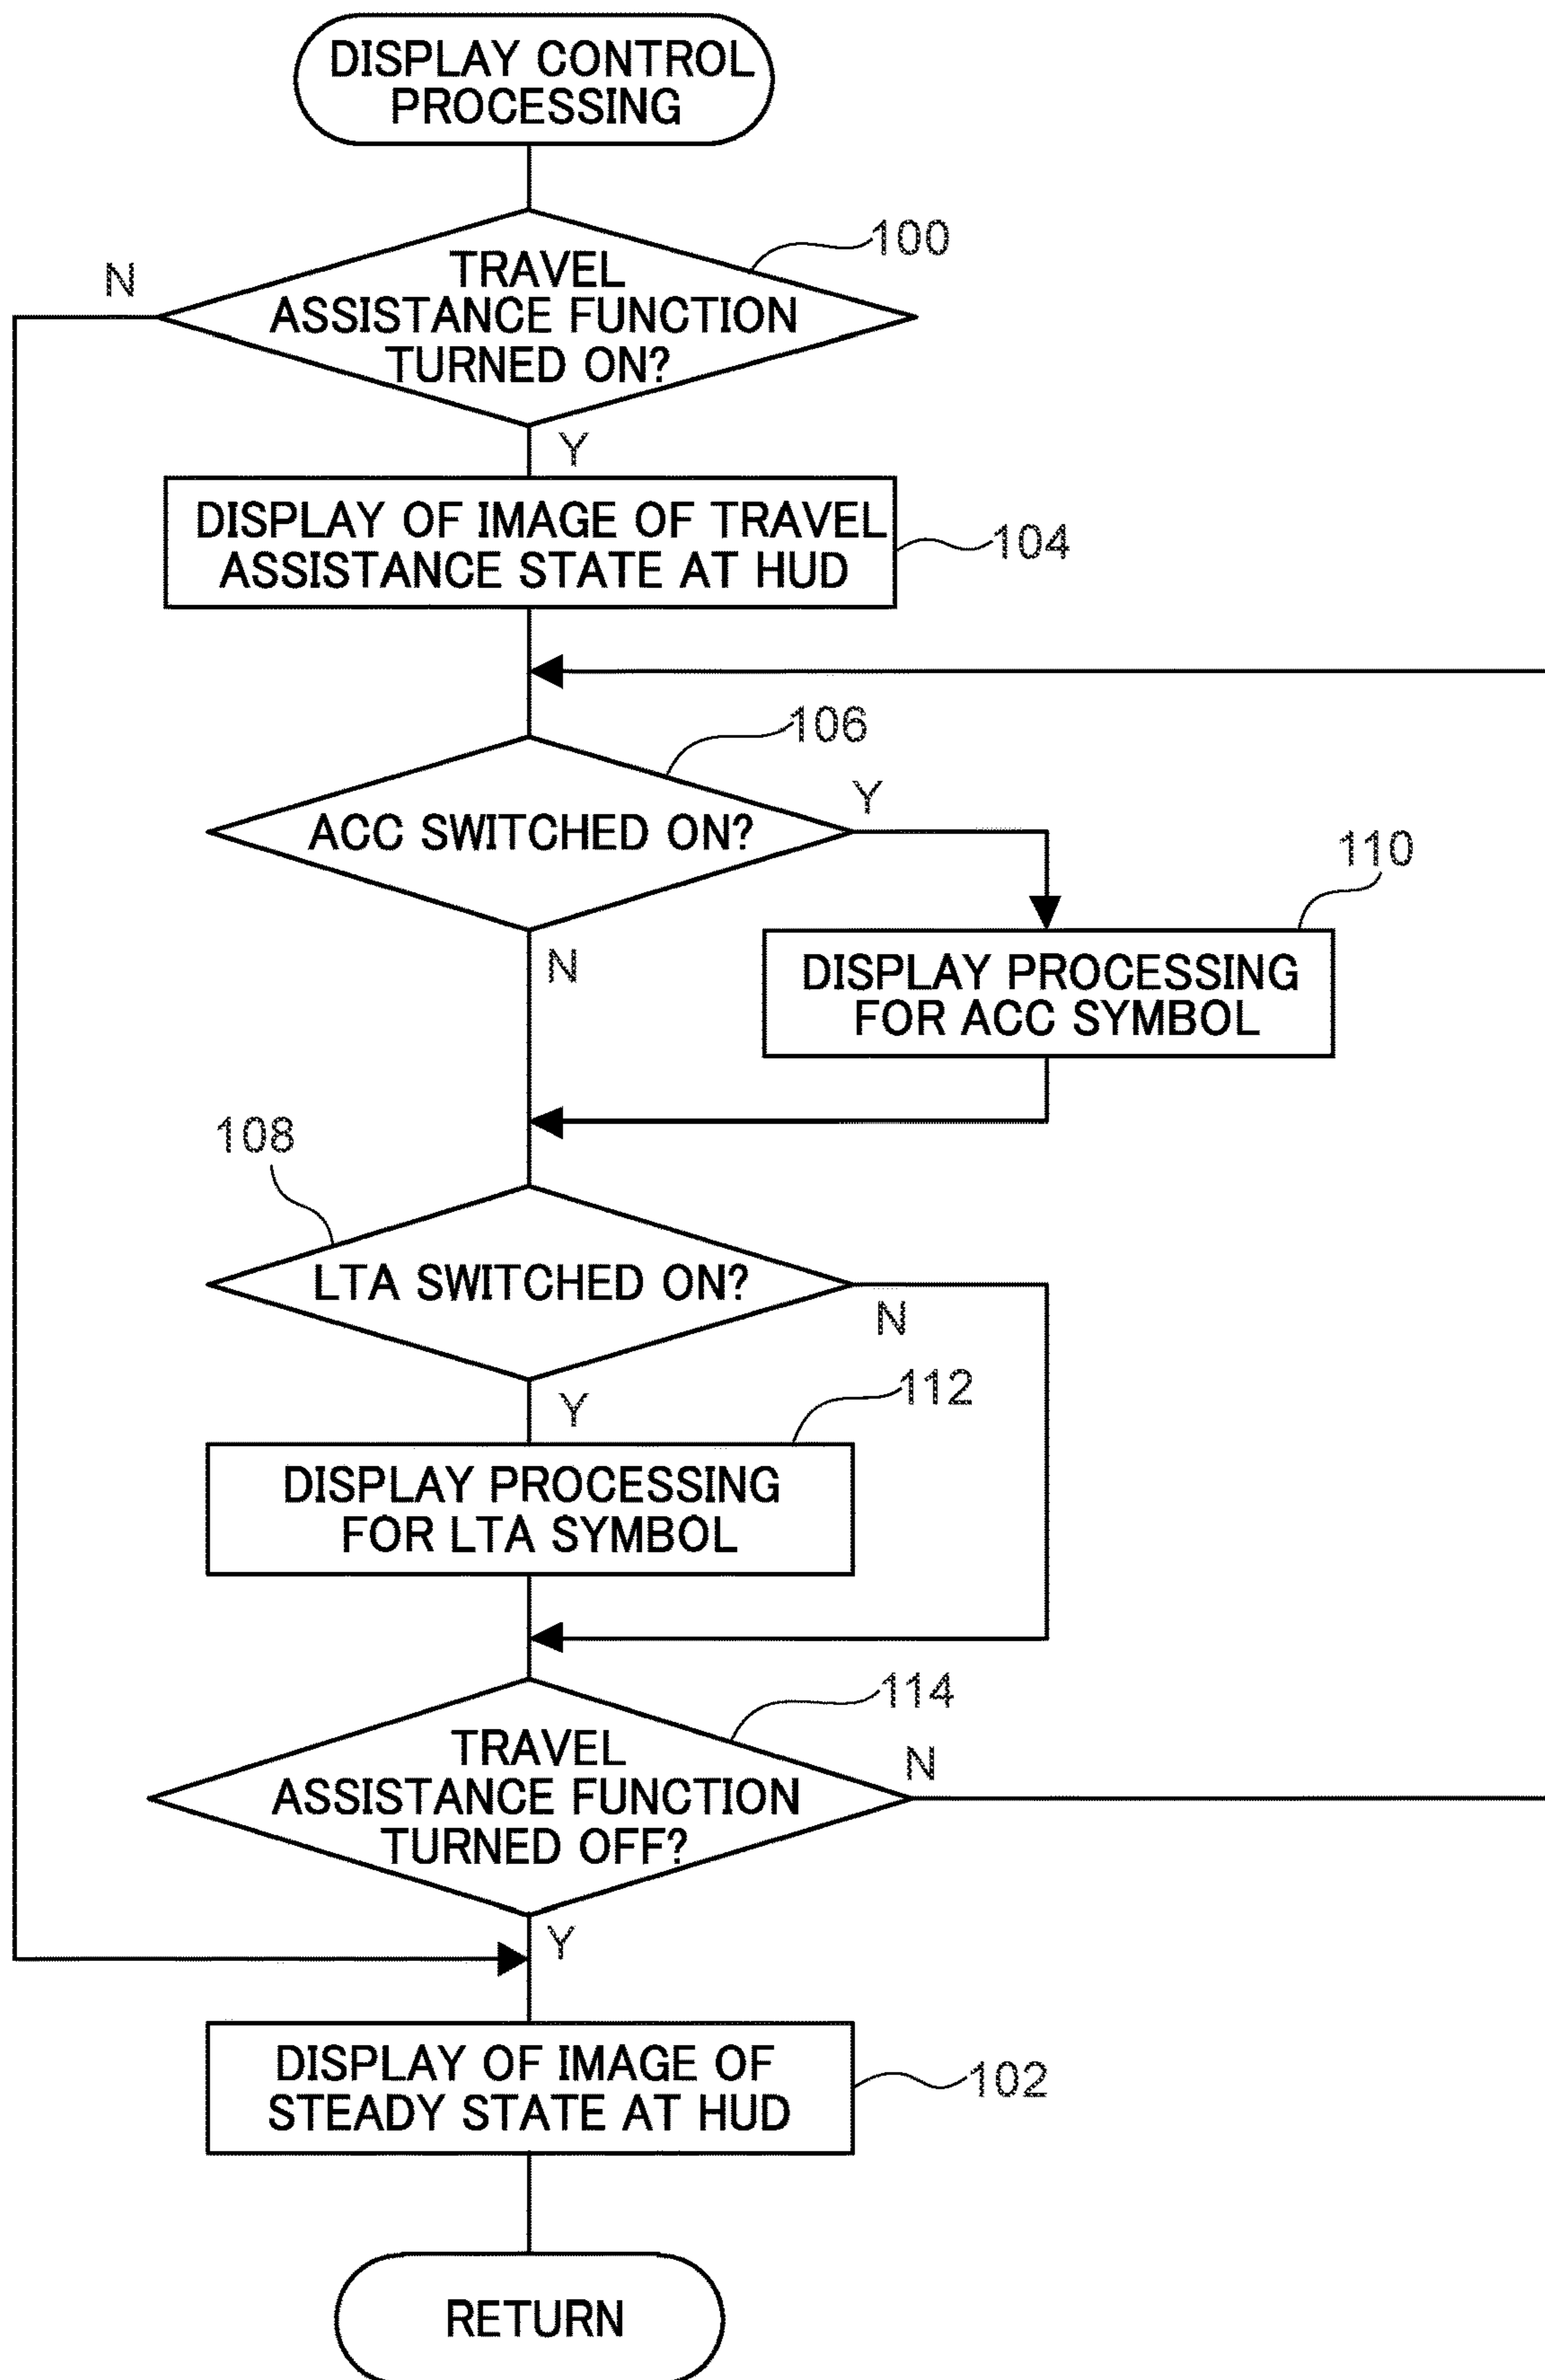 DISPLAY CONTROL
PROCESSING
100
N
TRAVEL
ASSISTANCE FUNCTION
TURNED ON?
Y
DISPLAY OF IMAGE OF TRAVEL
ASSISTANCE STATE AT HUD
104
106
Y
ACC SWITCHED ON?
110
N
DISPLAY PROCESSING
FOR ACC SYMBOL
108
LTA SWITCHED ON?
N
112
Y
DISPLAY PROCESSING
FOR LTA SYMBOL
114
TRAVEL
ASSISTANCE FUNCTION
TURNED OFF?
N
Y
DISPLAY OF IMAGE OF
STEADY STATE AT HUD
102
RETURN